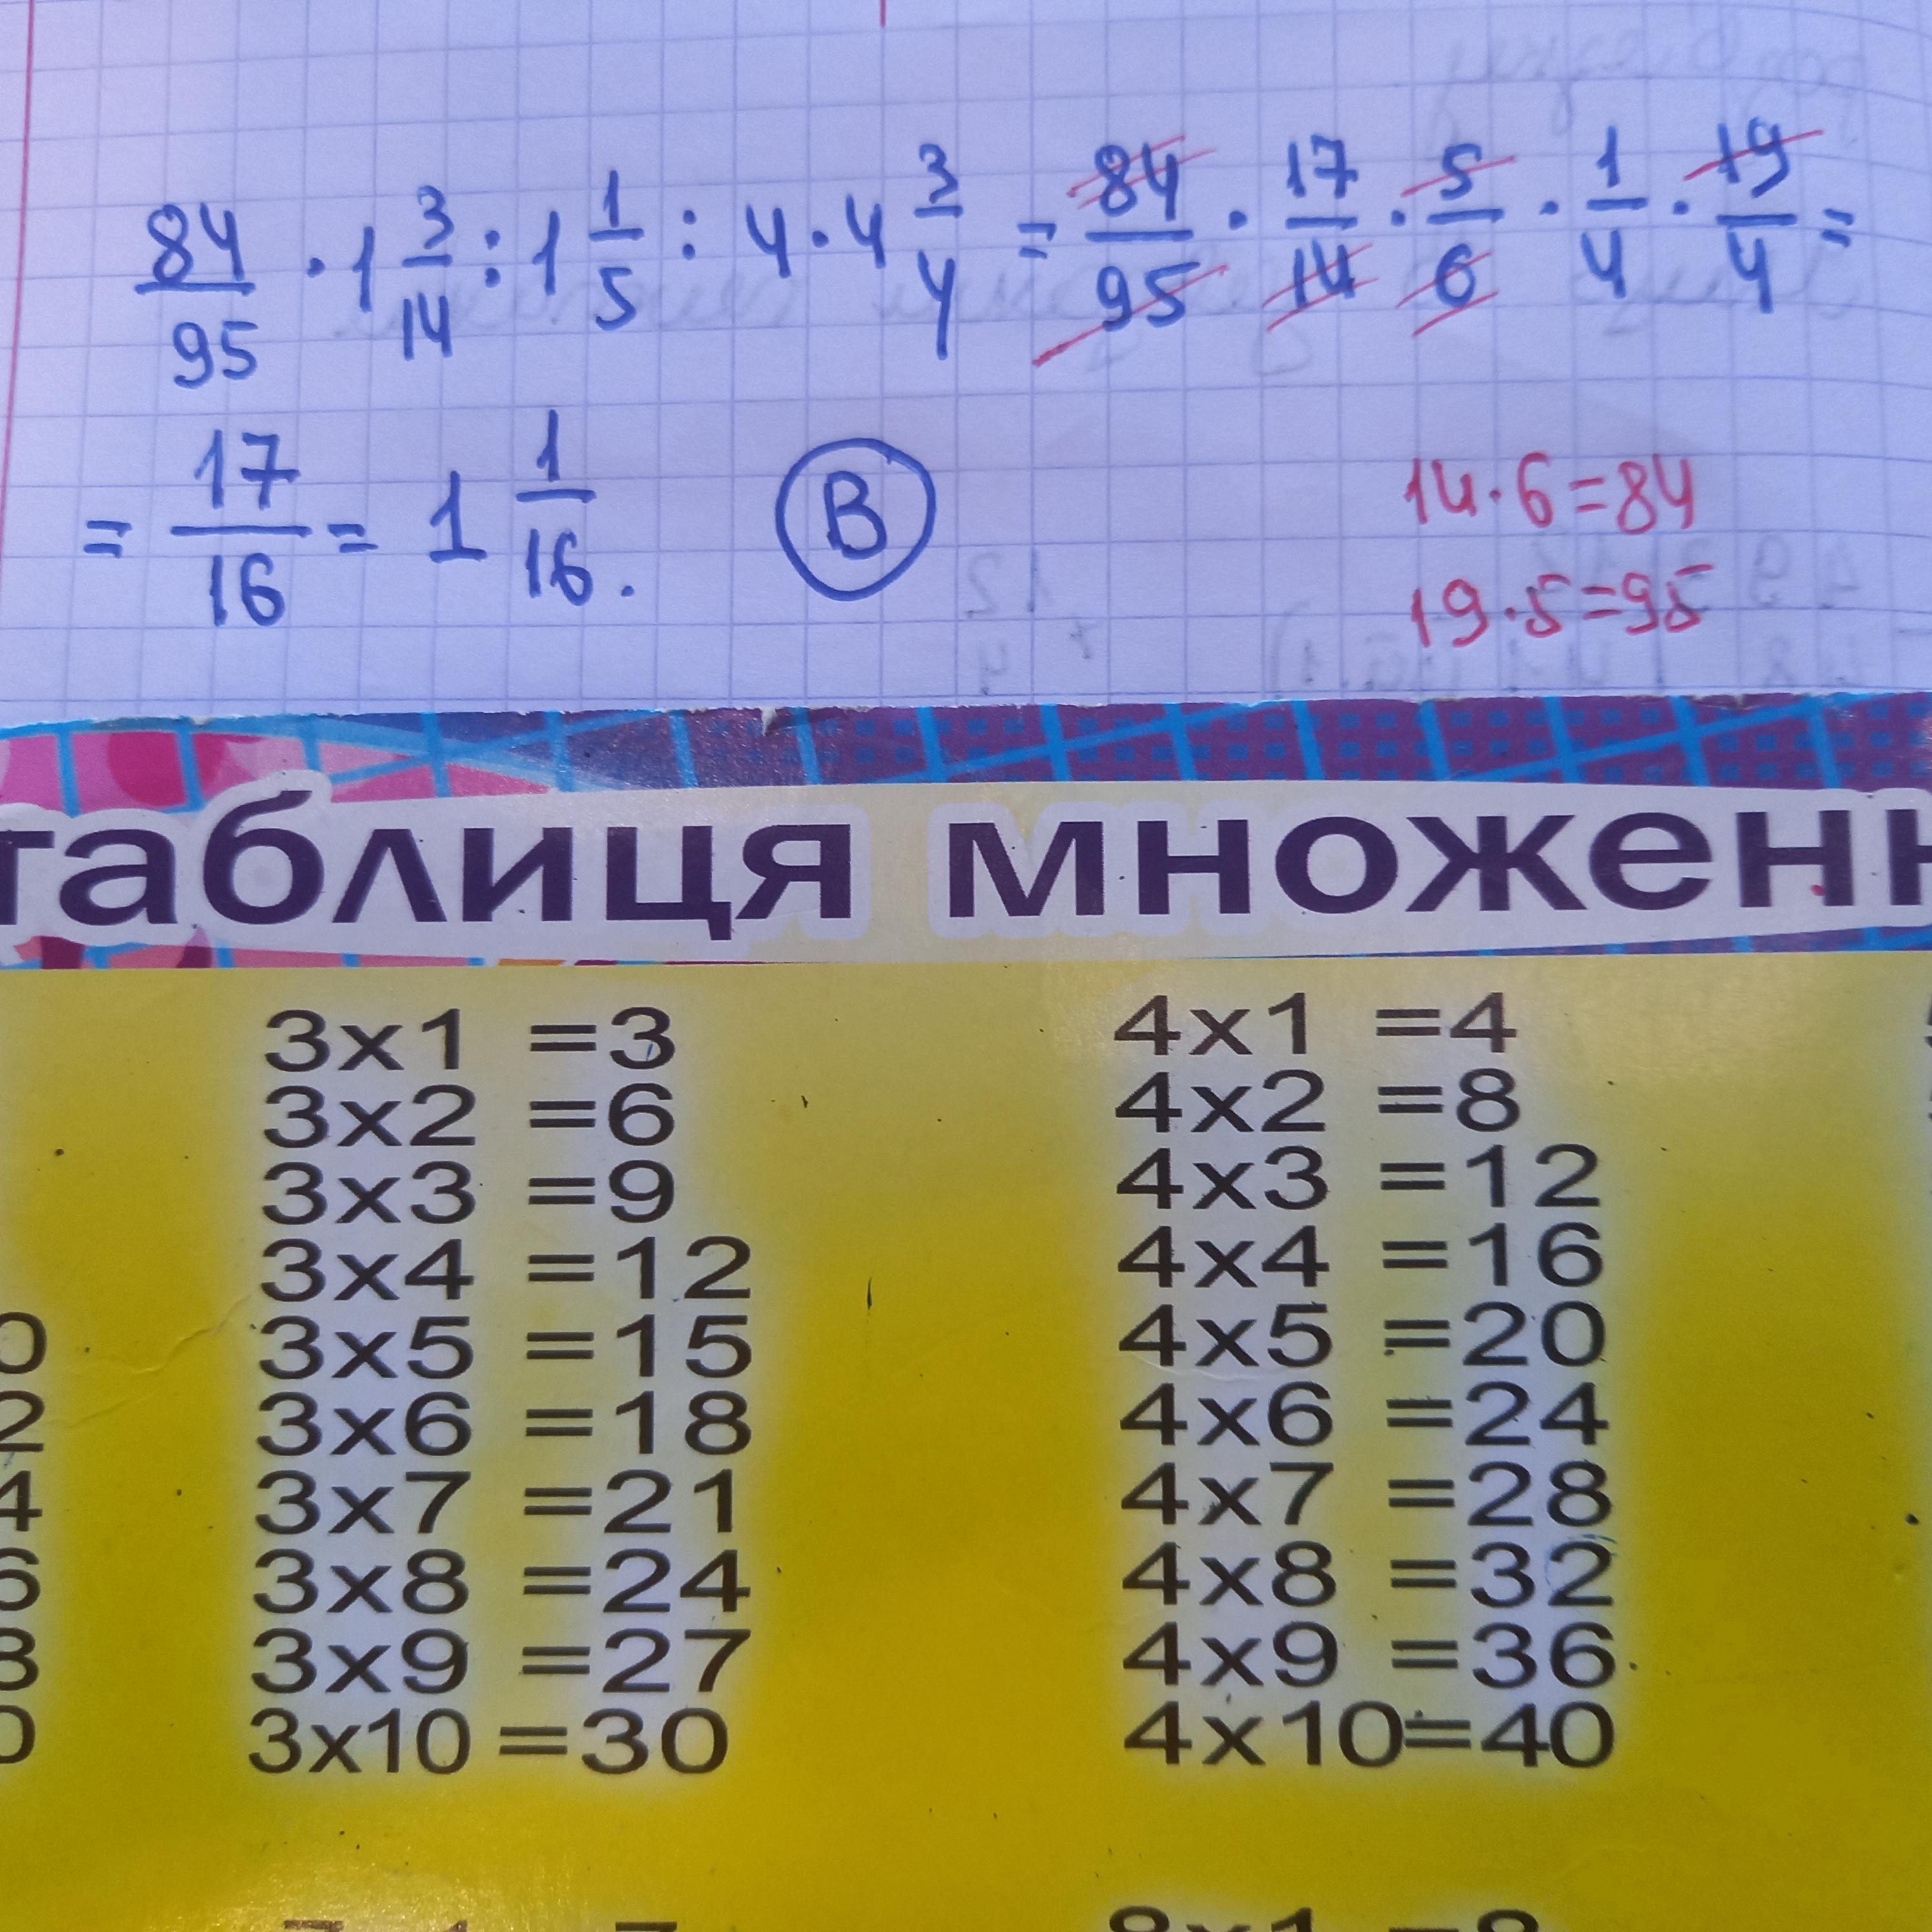 84/95 · 1 3/14 : 1 1/5 : 4 · 4 3/4 = 84/95 · 17/14 · 5/6 · 1/4 · 19/4 =
= 17/16 = 1 1/16. В
14·6=84
19·5=95
таблиця множенн
3x1 =3
3x2 =6
3x3 =9
3x4 =12
3x5 =15
3x6 =18
3x7 =21
3x8 =24
3x9 =27
3x10 =30
4x1 =4
4x2 =8
4x3 =12
4x4 =16
4x5 =20
4x6 =24
4x7 =28
4x8 =32
4x9 =36
4x10=40